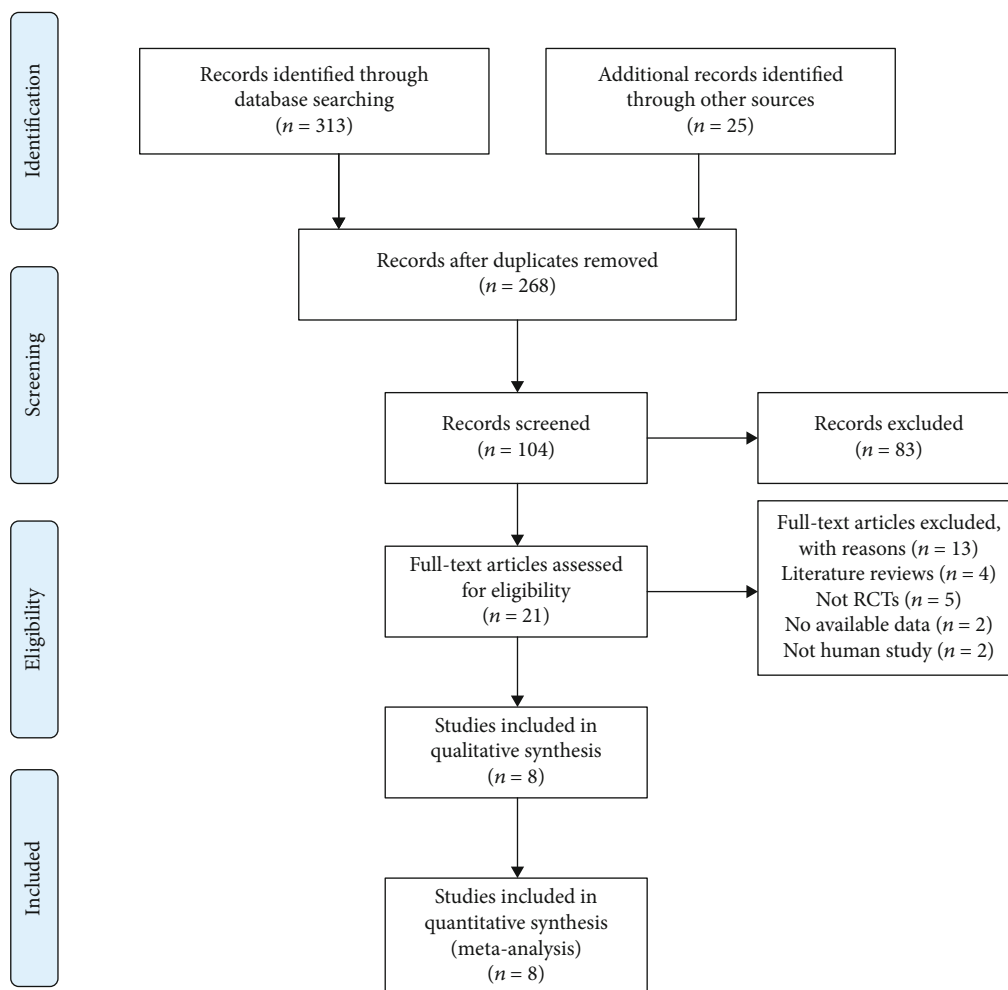 Identification
Records identified through
database searching
(n = 313)
Additional records identified
through other sources
(n = 25)
Records after duplicates removed
(n = 268)
Screening
Records screened
(n = 104)
Records excluded
(n = 83)
Eligibility
Full-text articles assessed
for eligibility
(n = 21)
Full-text articles excluded,
with reasons (n = 13)
Literature reviews (n = 4)
Not RCTs (n = 5)
No available data (n = 2)
Not human study (n = 2)
Studies included in
qualitative synthesis
(n = 8)
Included
Studies included in
quantitative synthesis
(meta-analysis)
(n = 8)